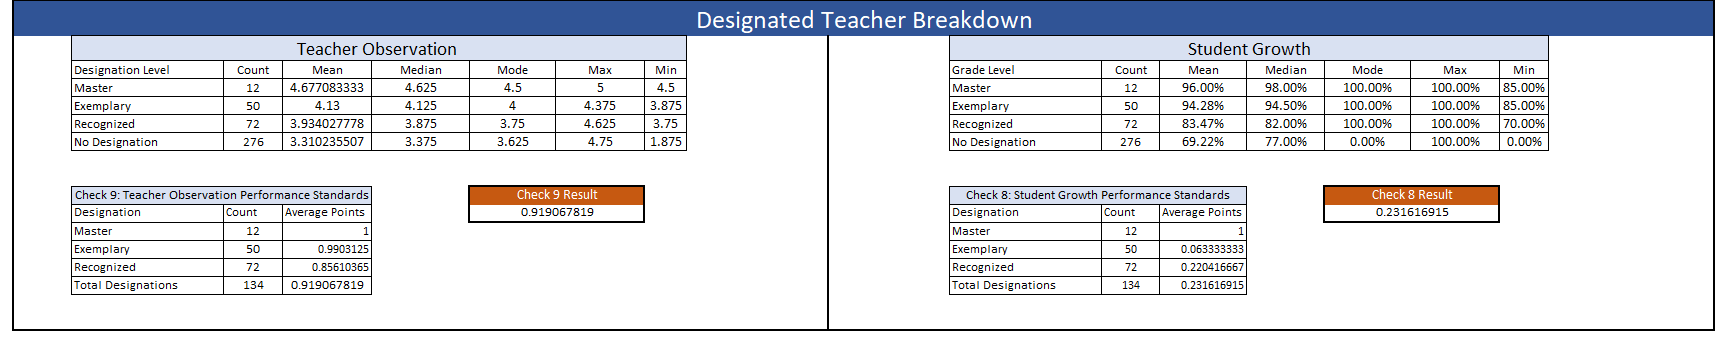 Designated Teacher Breakdown
Teacher Observation
Designation Level Count Mean Median Mode Max Min
Master 12 4.677083333 4.625 4.5 5 4.5
Exemplary 50 4.13 4.125 4 4.375 3.875
Recognized 72 3.934027778 3.875 3.75 4.625 3.75
No Designation 276 3.310235507 3.375 3.625 4.75 1.875
Check 9: Teacher Observation Performance Standards
Designation Count Average Points
Master 12 1
Exemplary 50 0.9903125
Recognized 72 0.85610365
Total Designations 134 0.919067819
Check 9 Result
0.919067819
Student Growth
Grade Level Count Mean Median Mode Max Min
Master 12 96.00% 98.00% 100.00% 100.00% 85.00%
Exemplary 50 94.28% 94.50% 100.00% 100.00% 85.00%
Recognized 72 83.47% 82.00% 100.00% 100.00% 70.00%
No Designation 276 69.22% 77.00% 0.00% 100.00% 0.00%
Check 8: Student Growth Performance Standards
Designation Count Average Points
Master 12 1
Exemplary 50 0.063333333
Recognized 72 0.220416667
Total Designations 134 0.231616915
Check 8 Result
0.231616915